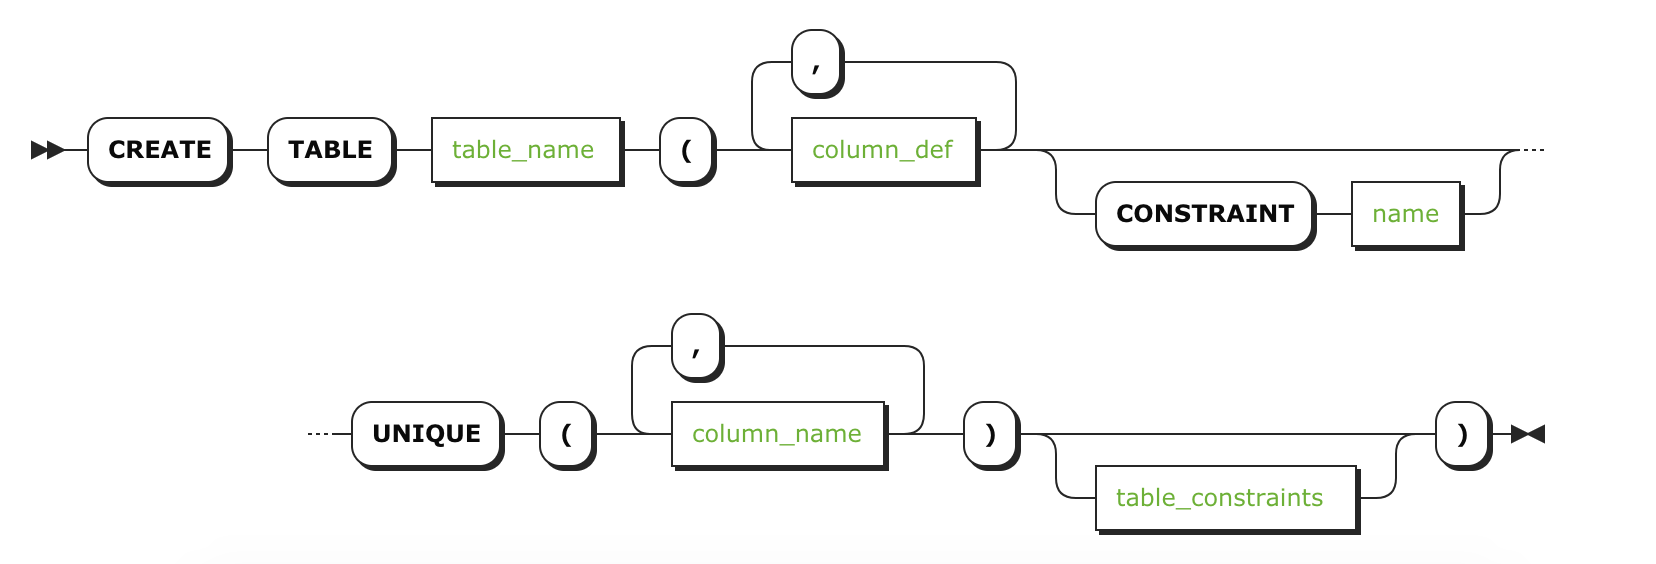 ,
CREATE TABLE table_name ( column_def
CONSTRAINT name
,
UNIQUE ( column_name ) )
table_constraints